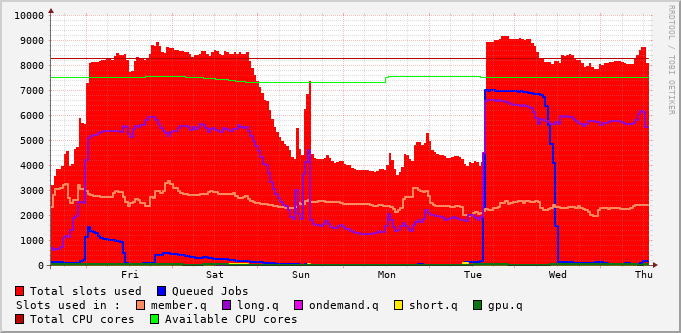 10000
9000
8000
7000
6000
5000
4000
3000
2000
1000
0
Fri Sat Sun Mon Tue Wed Thu
RRDTOOL / TOBI OETIKER
Total slots used Queued Jobs
Slots used in : member.q long.q ondemand.q short.q gpu.q
Total CPU cores Available CPU cores